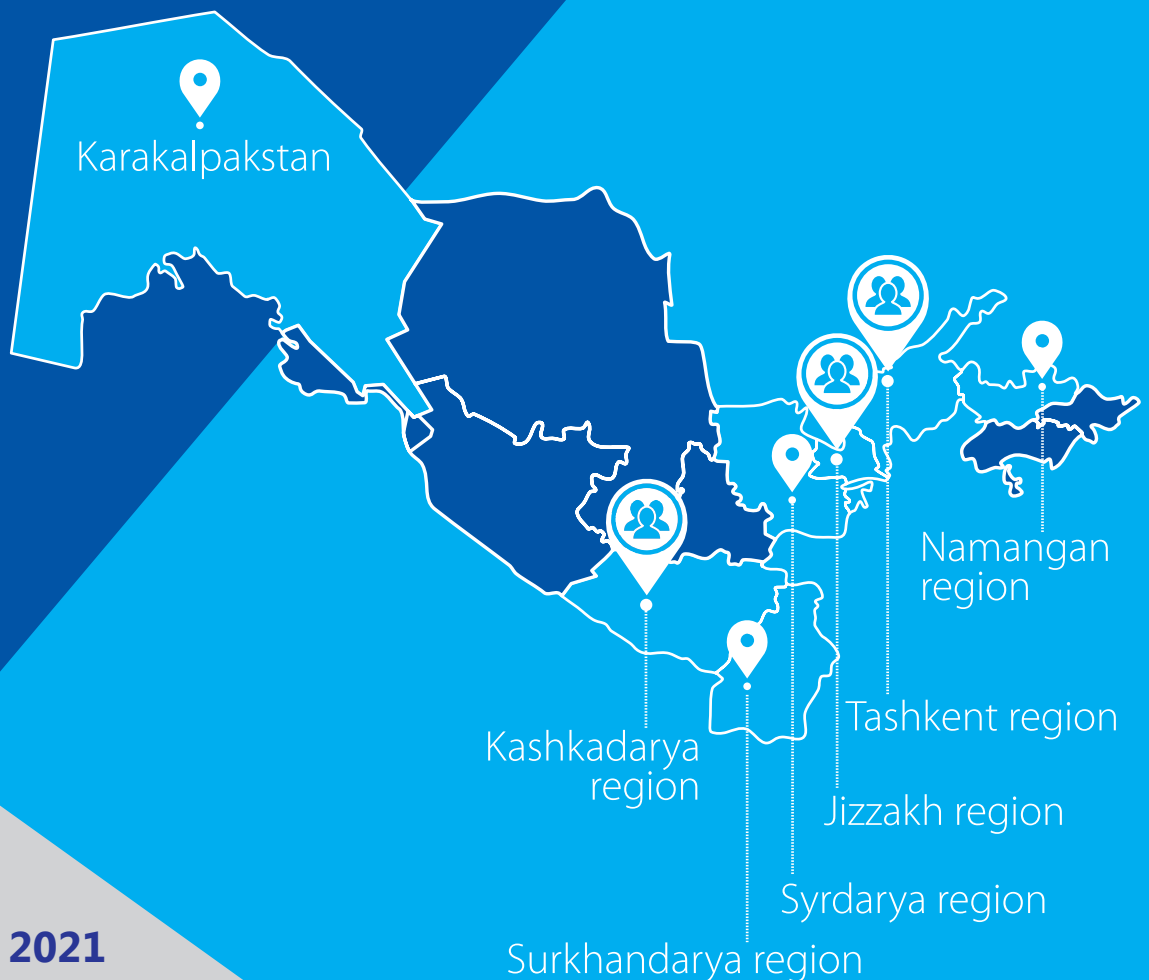 Karakalpakstan
Namangan
region
Tashkent region
Kashkadarya
region
Jizzakh region
Syrdarya region
2021
Surkhandarya region